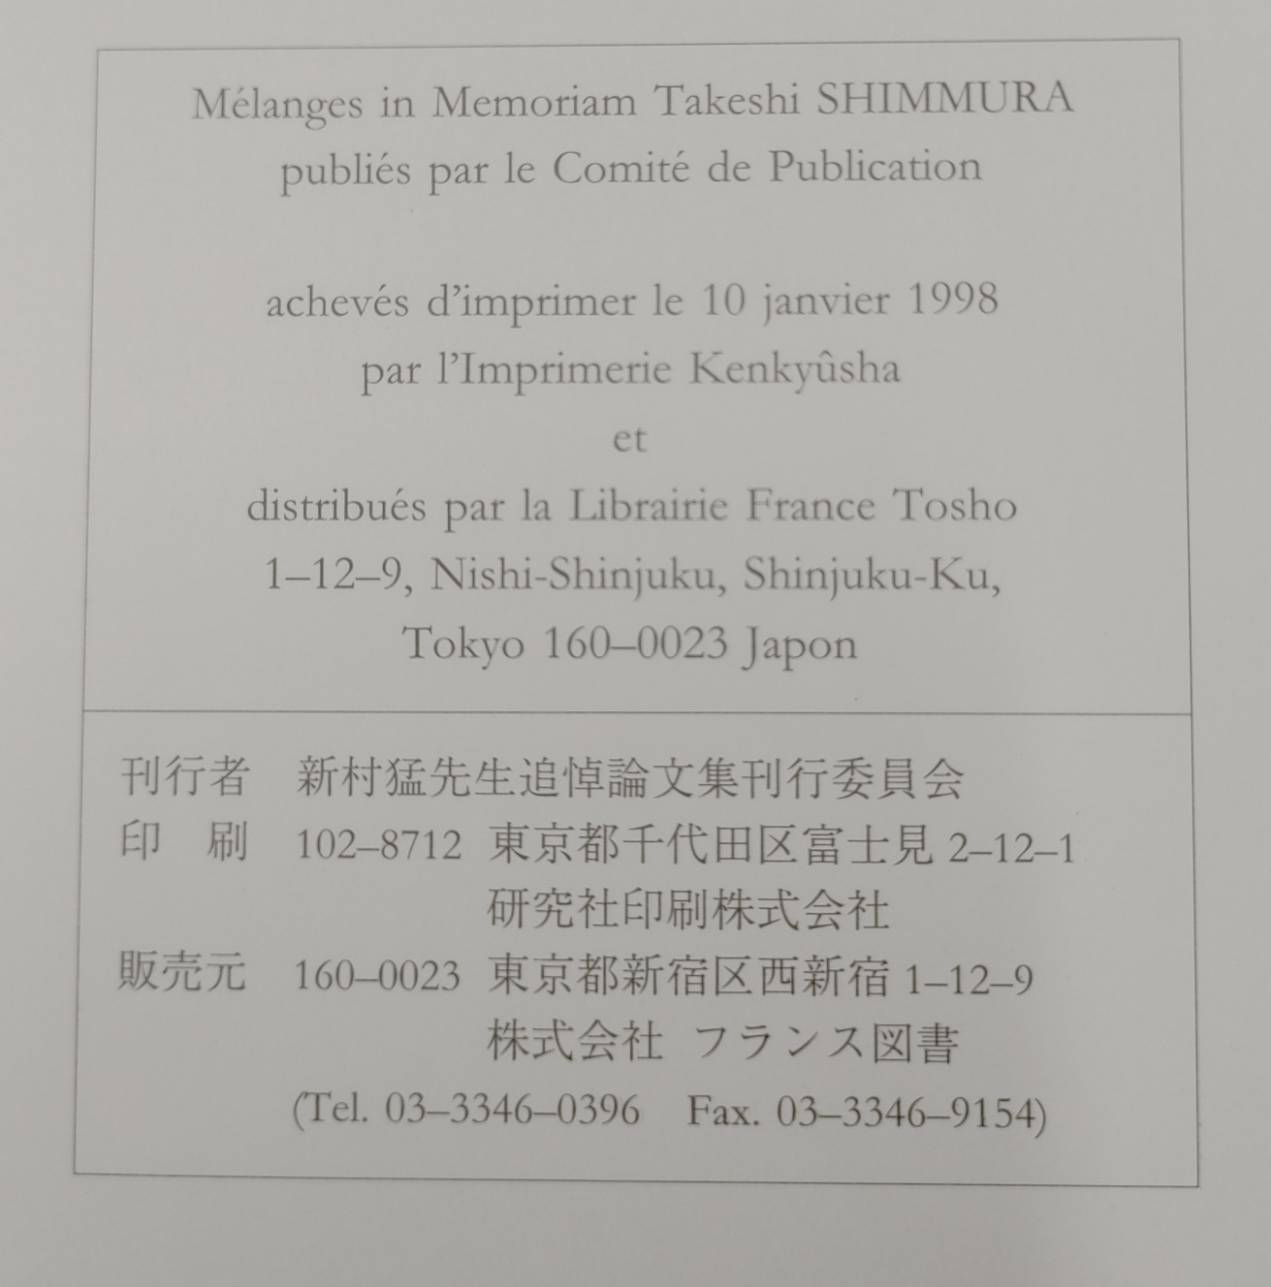 Mélanges in Memoriam Takeshi SHIMMURA
publiés par le Comité de Publication
achevés d’imprimer le 10 janvier 1998
par l’Imprimerie Kenkyûsha
et
distribués par la Librairie France Tosho
1–12–9, Nishi-Shinjuku, Shinjuku-Ku,
Tokyo 160–0023 Japon
刊行者 新村猛先生追悼論文集刊行委員会
印 刷 102–8712 東京都千代田区富士見 2–12–1
研究社印刷株式会社
販売元 160–0023 東京都新宿区西新宿 1–12–9
株式会社 フランス図書
(Tel. 03–3346–0396 Fax. 03–3346–9154)